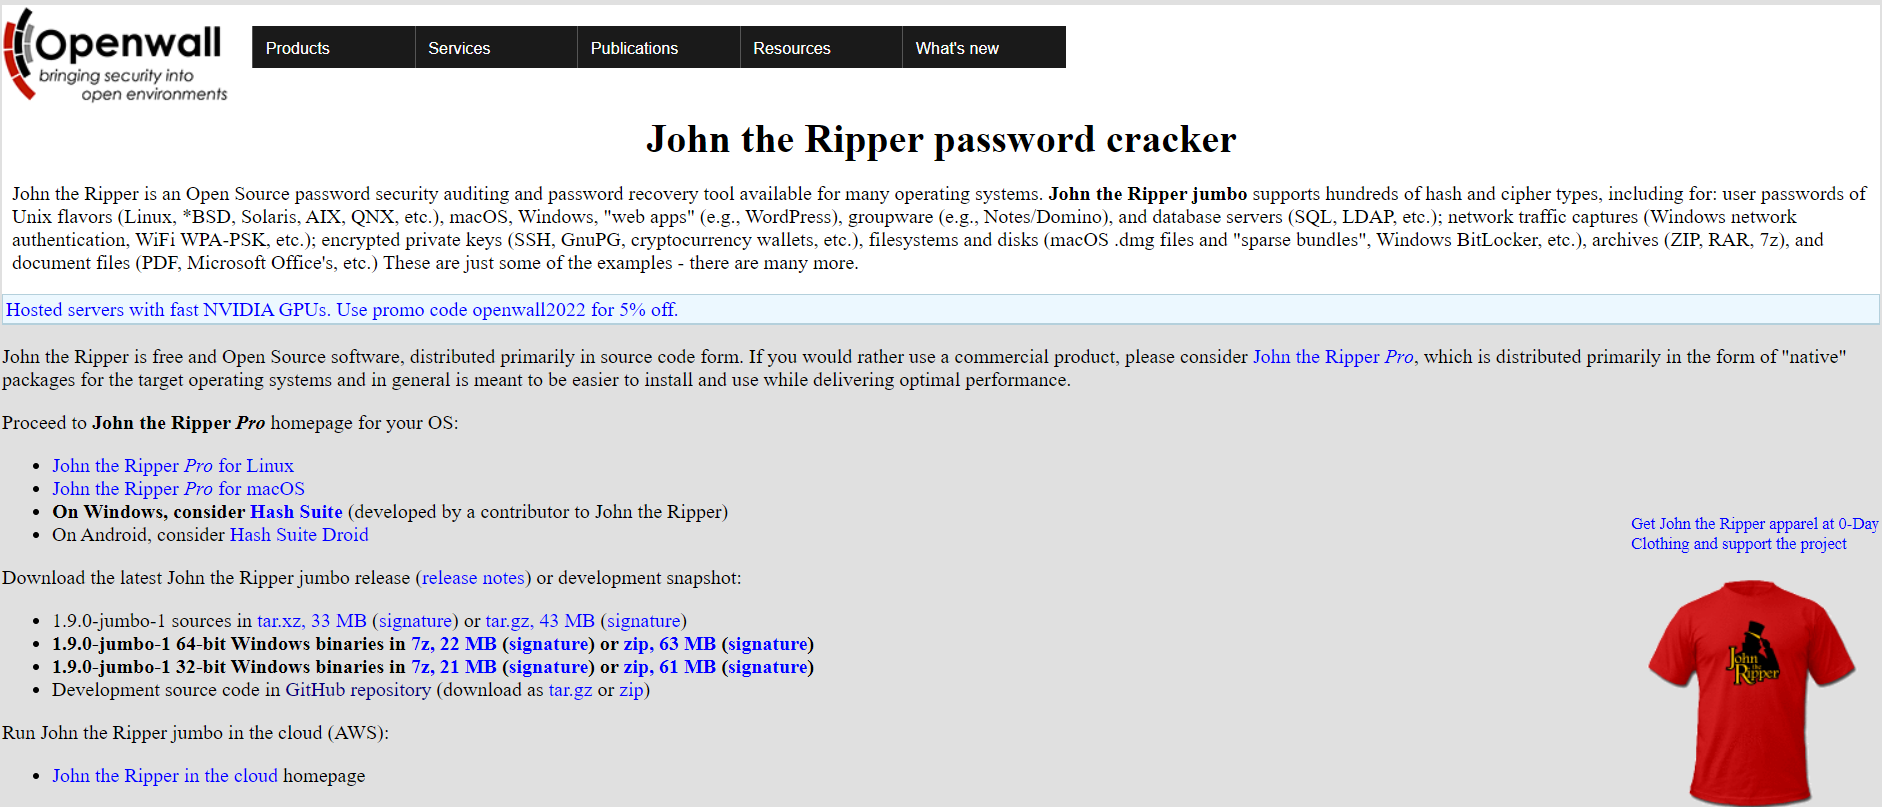 Openwall
bringing security into
open environments
Products
Services
Publications
Resources
What's new
John the Ripper password cracker
John the Ripper is an Open Source password security auditing and password recovery tool available for many operating systems. John the Ripper jumbo supports hundreds of hash and cipher types, including for: user passwords of
Unix flavors (Linux, *BSD, Solaris, AIX, QNX, etc.), macOS, Windows, "web apps" (e.g., WordPress), groupware (e.g., Notes/Domino), and database servers (SQL, LDAP, etc.); network traffic captures (Windows network
authentication, WiFi WPA-PSK, etc.); encrypted private keys (SSH, GnuPG, cryptocurrency wallets, etc.), filesystems and disks (macOS .dmg files and "sparse bundles", Windows BitLocker, etc.), archives (ZIP, RAR, 7z), and
document files (PDF, Microsoft Office's, etc.) These are just some of the examples - there are many more.
Hosted servers with fast NVIDIA GPUs. Use promo code openwall2022 for 5% off.
John the Ripper is free and Open Source software, distributed primarily in source code form. If you would rather use a commercial product, please consider John the Ripper Pro, which is distributed primarily in the form of "native"
packages for the target operating systems and in general is meant to be easier to install and use while delivering optimal performance.
Proceed to John the Ripper Pro homepage for your OS:
• John the Ripper Pro for Linux
• John the Ripper Pro for macOS
• On Windows, consider Hash Suite (developed by a contributor to John the Ripper)
• On Android, consider Hash Suite Droid
Get John the Ripper apparel at 0-Day
Clothing and support the project
Download the latest John the Ripper jumbo release (release notes) or development snapshot:
• 1.9.0-jumbo-1 sources in tar.xz, 33 MB (signature) or tar.gz, 43 MB (signature)
• 1.9.0-jumbo-1 64-bit Windows binaries in 7z, 22 MB (signature) or zip, 63 MB (signature)
• 1.9.0-jumbo-1 32-bit Windows binaries in 7z, 21 MB (signature) or zip, 61 MB (signature)
• Development source code in GitHub repository (download as tar.gz or zip)
John
the
Ripper
Run John the Ripper jumbo in the cloud (AWS):
• John the Ripper in the cloud homepage